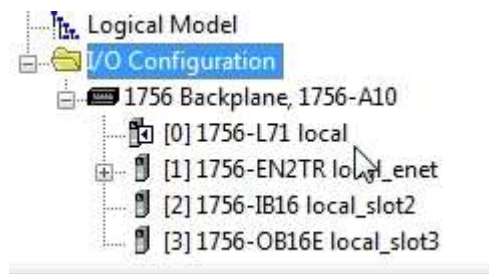 Logical Model
I/O Configuration
1756 Backplane, 1756-A10
[0] 1756-L71 local
[1] 1756-EN2TR local_enet
[2] 1756-IB16 local_slot2
[3] 1756-OB16E local_slot3